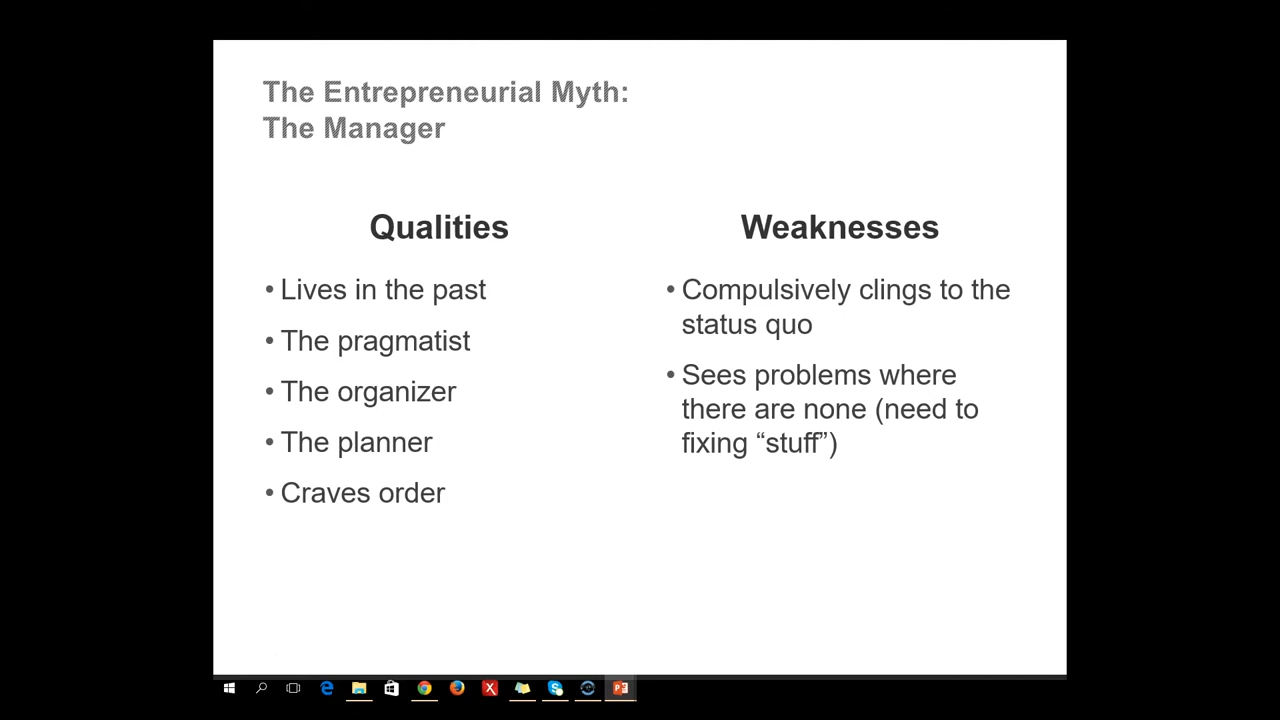 The Entrepreneurial Myth:
The Manager
Qualities
• Lives in the past
• The pragmatist
• The organizer
• The planner
• Craves order
Weaknesses
• Compulsively clings to the
status quo
• Sees problems where
there are none (need to
fixing “stuff”)